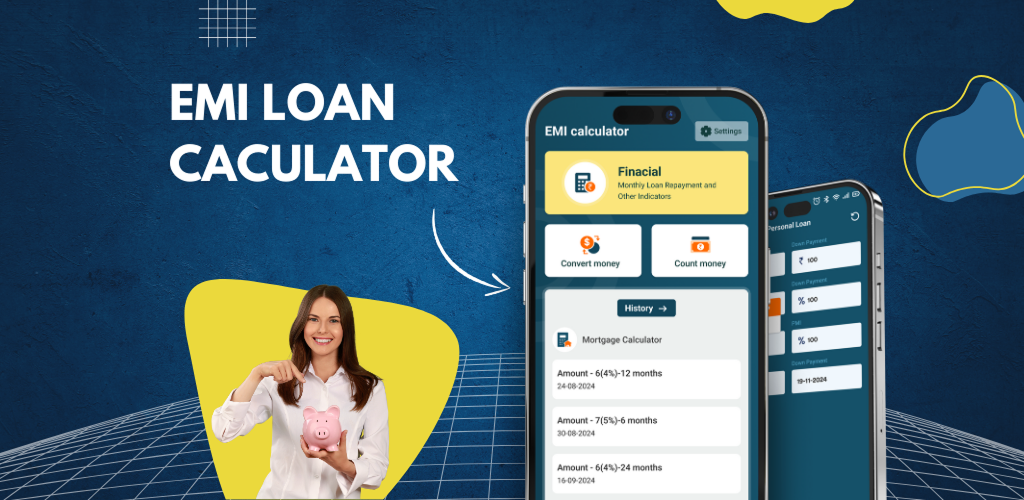 EMI LOAN
CACULATOR
EMI calculator
Settings
Finacial
Monthly Loan Repayment and
Other Indicators
Convert money
Count money
History →
Mortgage Calculator
Amount - 6(4%)-12 months
24-08-2024
Amount - 7(5%)-6 months
30-08-2024
Amount - 6(4%)-24 months
16-09-2024
Personal Loan
Down Payment
₹ 100
Down Payment
% 100
% 100
Down Payment
19-11-2024